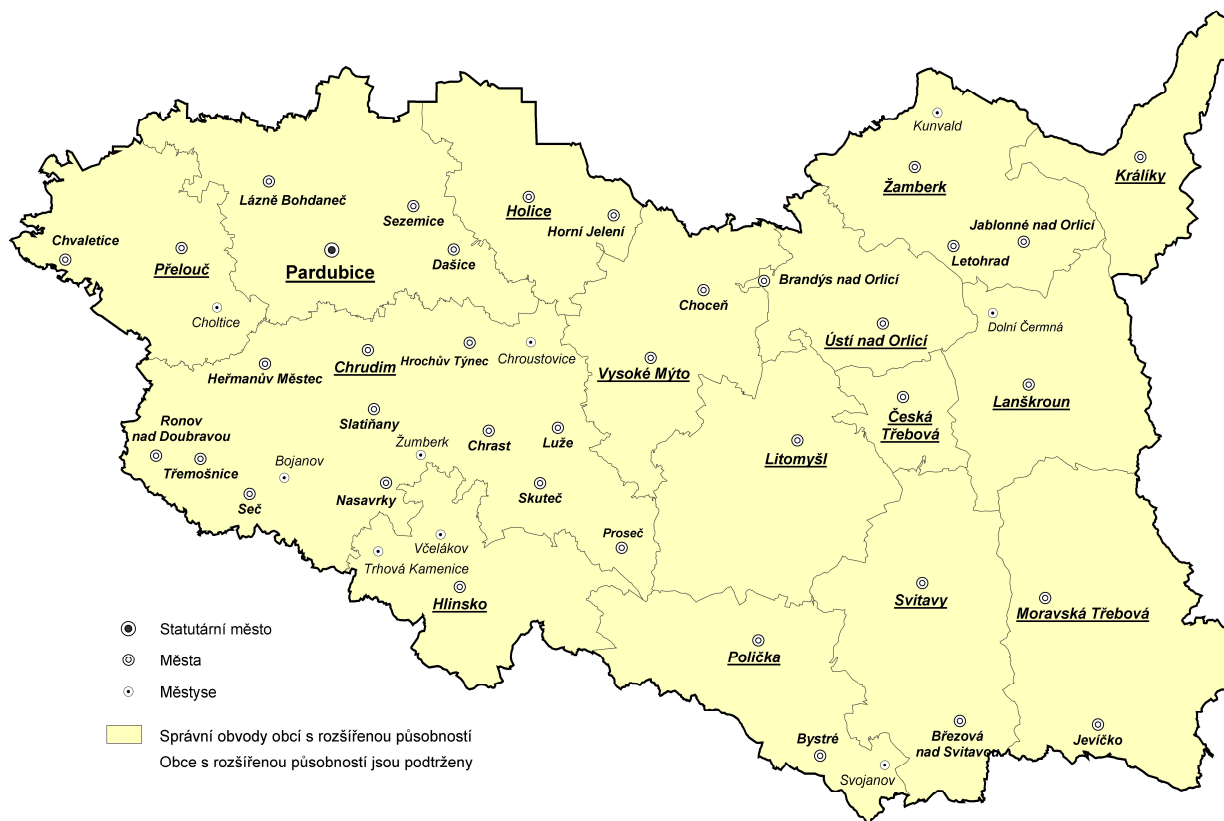 Kunvald
Žamberk
Králíky
Lázně Bohdaneč
Sezemice
Holice
Horní Jelení
Jablonné nad Orlicí
Letohrad
Chvaletice
Přelouč
Pardubice
Dašice
Choceň
Brandýs nad Orlicí
Choltice
Dolní Čermná
Ústí nad Orlicí
Heřmanův Městec
Chrudim
Hrochův Týnec
Chroustovice
Vysoké Mýto
Lanškroun
Česká
Třebová
Slatiňany
Ronov
nad Doubravou
Žumberk
Chrast
Luže
Litomyšl
Třemošnice
Bojanov
Seč
Nasavrky
Skuteč
Proseč
Včelákov
Trhová Kamenice
Hlinsko
Svitavy
Moravská Třebová
Polička
Bystré
Březová
nad Svitavou
Jevíčko
Svojanov
Statutární město
Města
Městyse
Správní obvody obcí s rozšířenou působností
Obce s rozšířenou působností jsou podtrženy